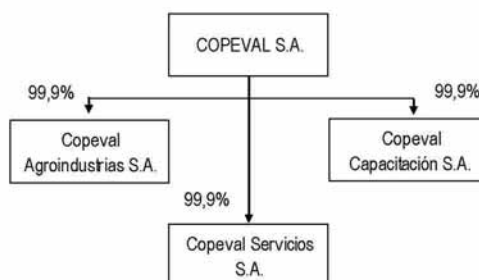 COPEVAL S.A.
99,9%
99,9%
Copeval
Agroindustrias S.A.
Copeval
Capacitación S.A.
99,9%
Copeval Servicios
S.A.